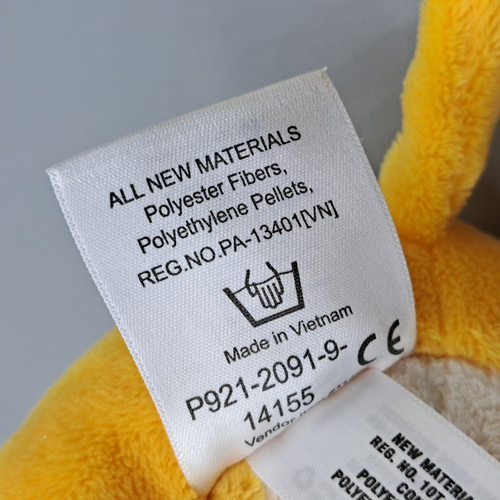 ALL NEW MATERIALS
Polyester Fibers,
Polyethylene Pellets,
REG.NO.PA-13401[VN]
Made in Vietnam
P921-2091-9-
14155
CE
Vendor
NEW
REG. NO.